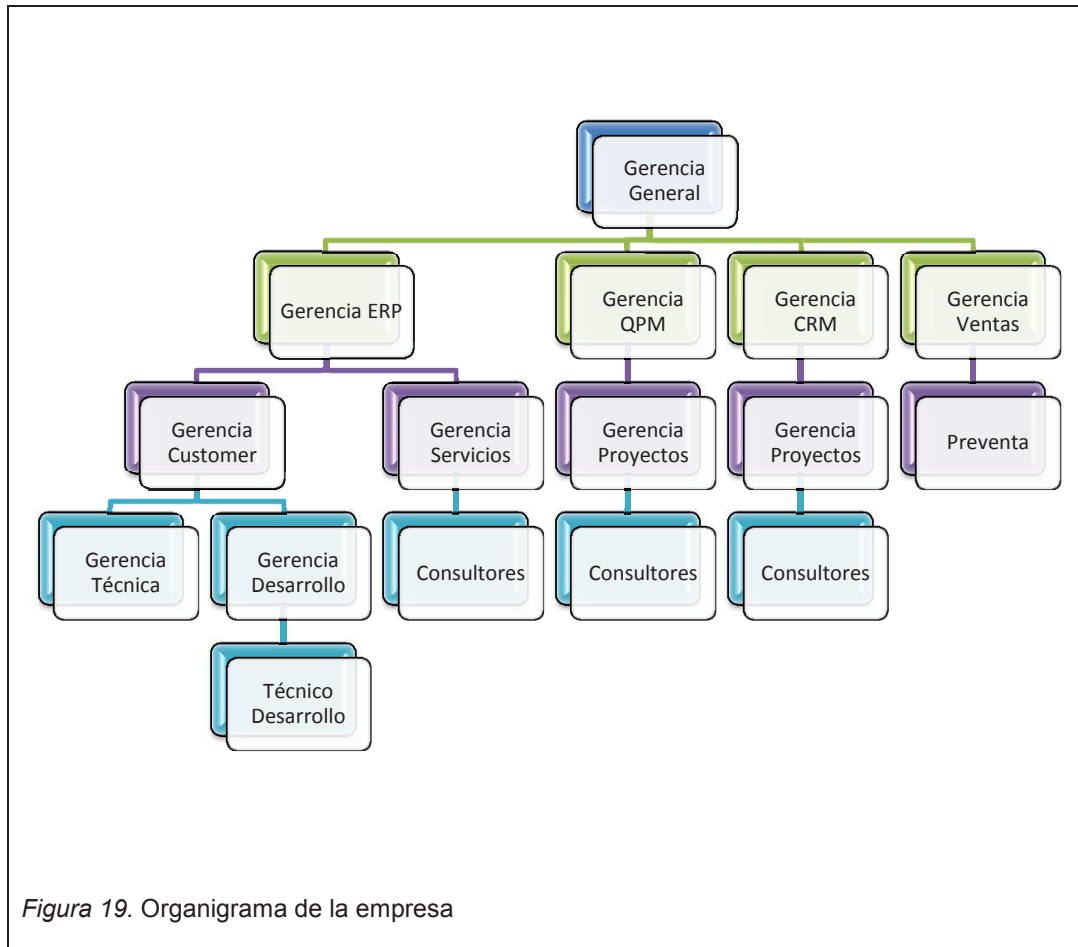 Gerencia
General
Gerencia ERP
Gerencia
QPM
Gerencia
CRM
Gerencia
Ventas
Gerencia
Customer
Gerencia
Servicios
Gerencia
Proyectos
Gerencia
Proyectos
Preventa
Gerencia
Técnica
Gerencia
Desarrollo
Consultores
Consultores
Consultores
Técnico
Desarrollo
Figura 19. Organigrama de la empresa